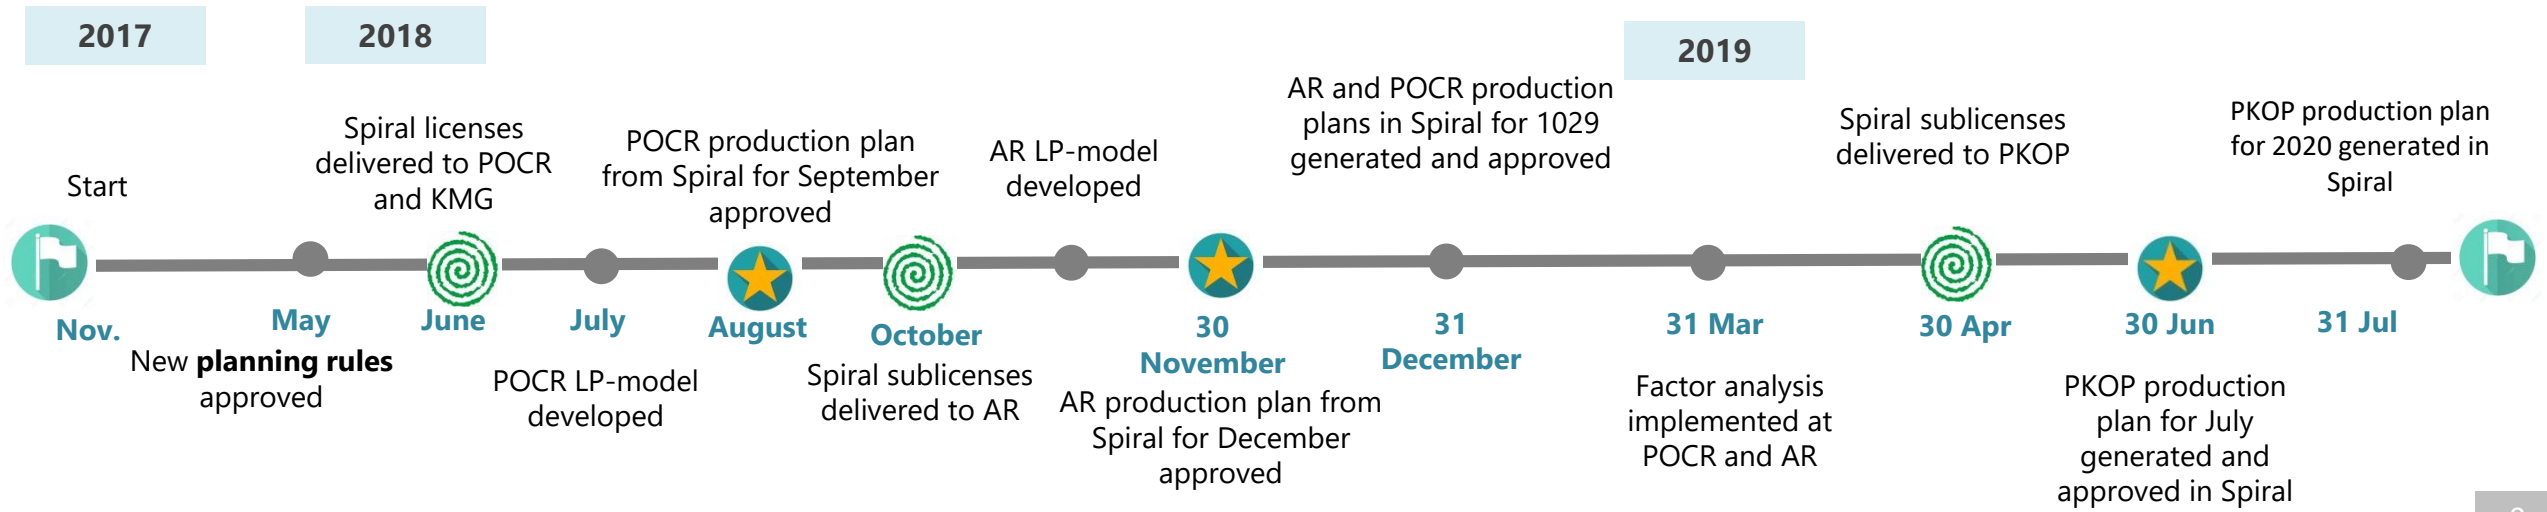 2017
2018
2019
Start
Spiral licenses
delivered to POCR
and KMG
POCR production plan
from Spiral for September
approved
AR LP-model
developed
AR and POCR production
plans in Spiral for 1029
generated and approved
Spiral sublicenses
delivered to PKOP
PKOP production plan
for 2020 generated in
Spiral
Nov.
May
June
July
August
October
30
November
31
December
31 Mar
30 Apr
30 Jun
31 Jul
New planning rules
approved
POCR LP-model
developed
Spiral sublicenses
delivered to AR
AR production plan from
Spiral for December
approved
Factor analysis
implemented at
POCR and AR
PKOP production
plan for July
generated and
approved in Spiral